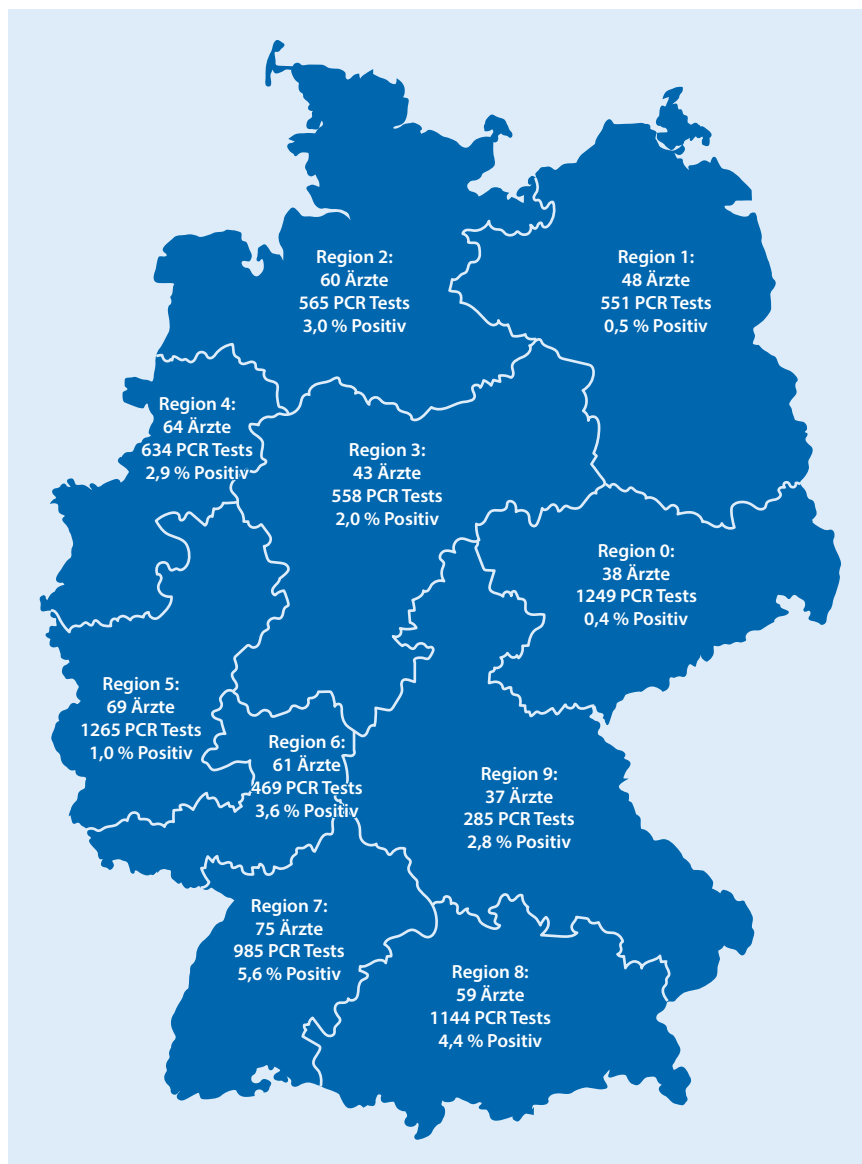 Region 2:
60 Ärzte
565 PCR Tests
3,0 % Positiv
Region 1:
48 Ärzte
551 PCR Tests
0,5 % Positiv
Region 4:
64 Ärzte
634 PCR Tests
2,9 % Positiv
Region 3:
43 Ärzte
558 PCR Tests
2,0 % Positiv
Region 0:
38 Ärzte
1249 PCR Tests
0,4 % Positiv
Region 5:
69 Ärzte
1265 PCR Tests
1,0 % Positiv
Region 6:
61 Ärzte
469 PCR Tests
3,6 % Positiv
Region 9:
37 Ärzte
285 PCR Tests
2,8 % Positiv
Region 7:
75 Ärzte
985 PCR Tests
5,6 % Positiv
Region 8:
59 Ärzte
1144 PCR Tests
4,4 % Positiv